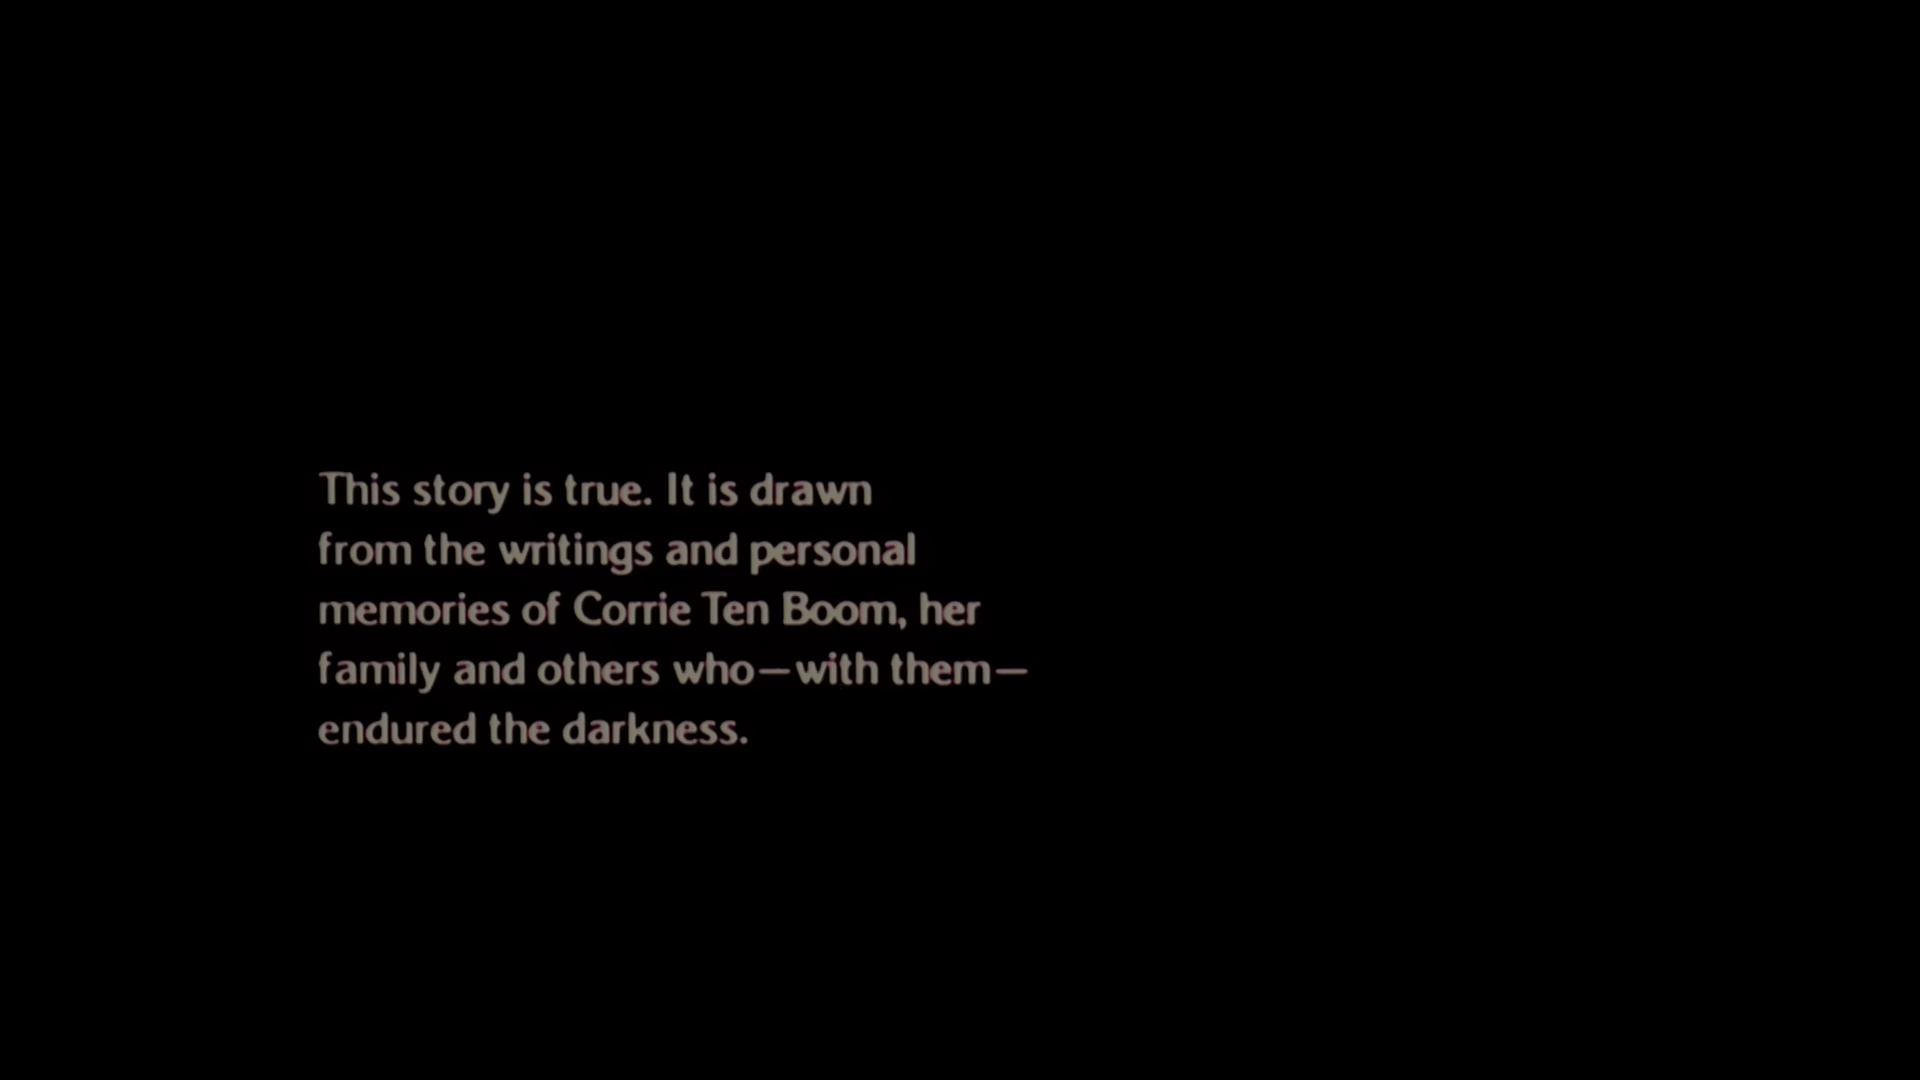 This story is true. It is drawn
from the writings and personal
memories of Corrie Ten Boom, her
family and others who—with them—
endured the darkness.